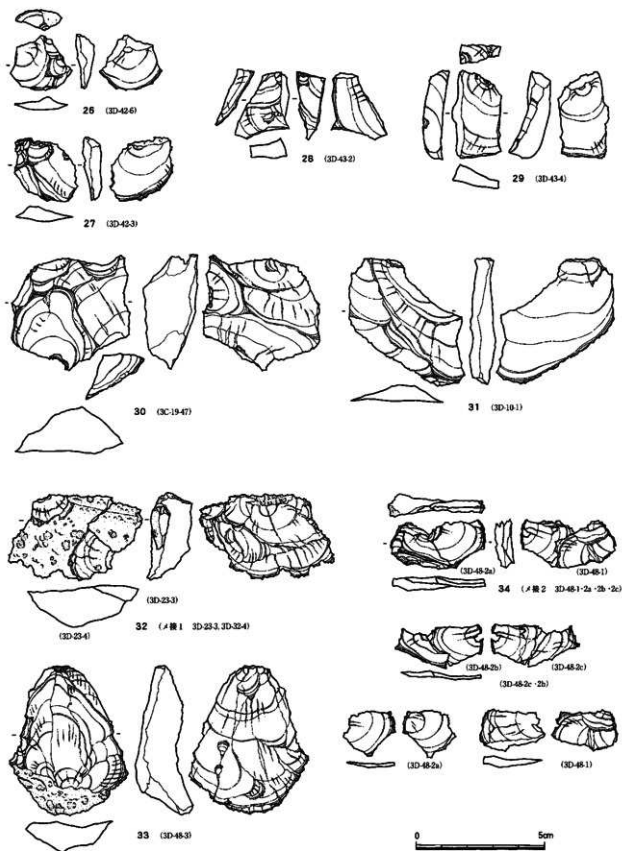 26 (3D-42-6)
27 (3D-42-3)
28 (3D-43-2)
29 (3D-43-4)
30 (3C-19-47)
31 (3D-10-1)
(3D-23-3)
(3D-23-4)
32 (メ接1 3D-23-3, 3D-32-4)
33 (3D-48-3)
(3D-48-2a)
(3D-48-1)
34 (メ接2 3D-48-1・2a・2b・2c)
(3D-48-2b)
(3D-48-2c)
(3D-48-2c・2b)
(3D-48-2a)
(3D-48-1)
0 5cm